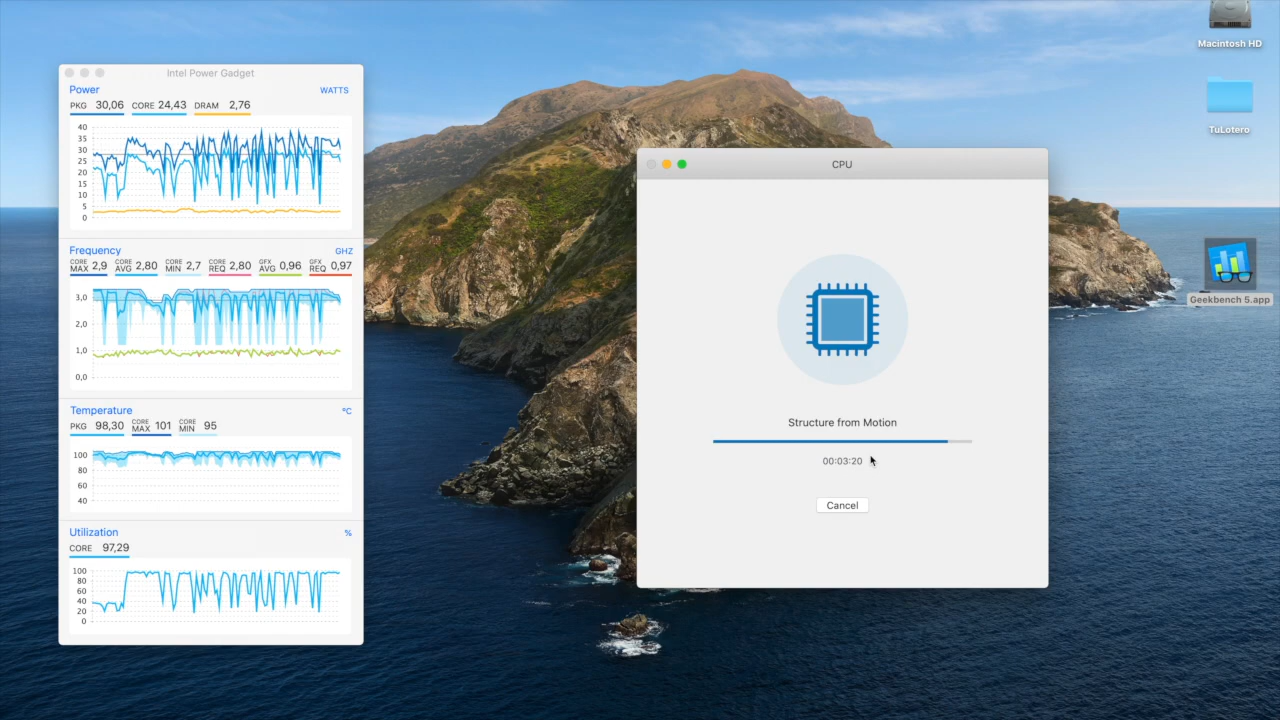 Macintosh HD
TuLotero
Geekbench 5.app
Intel Power Gadget
Power WATTS
PKG 30,06 CORE 24,43 DRAM 2,76
40
35
30
25
20
15
10
5
0
Frequency GHZ
CORE MAX 2,9 CORE AVG 2,80 CORE MIN 2,7 CORE REQ 2,80 GFX AVG 0,96 GFX REQ 0,97
3,0
2,0
1,0
0,0
Temperature °C
PKG 98,30 CORE MAX 101 CORE MIN 95
100
80
60
40
Utilization %
CORE 97,29
100
80
60
40
20
0
CPU
Structure from Motion
00:03:20
Cancel